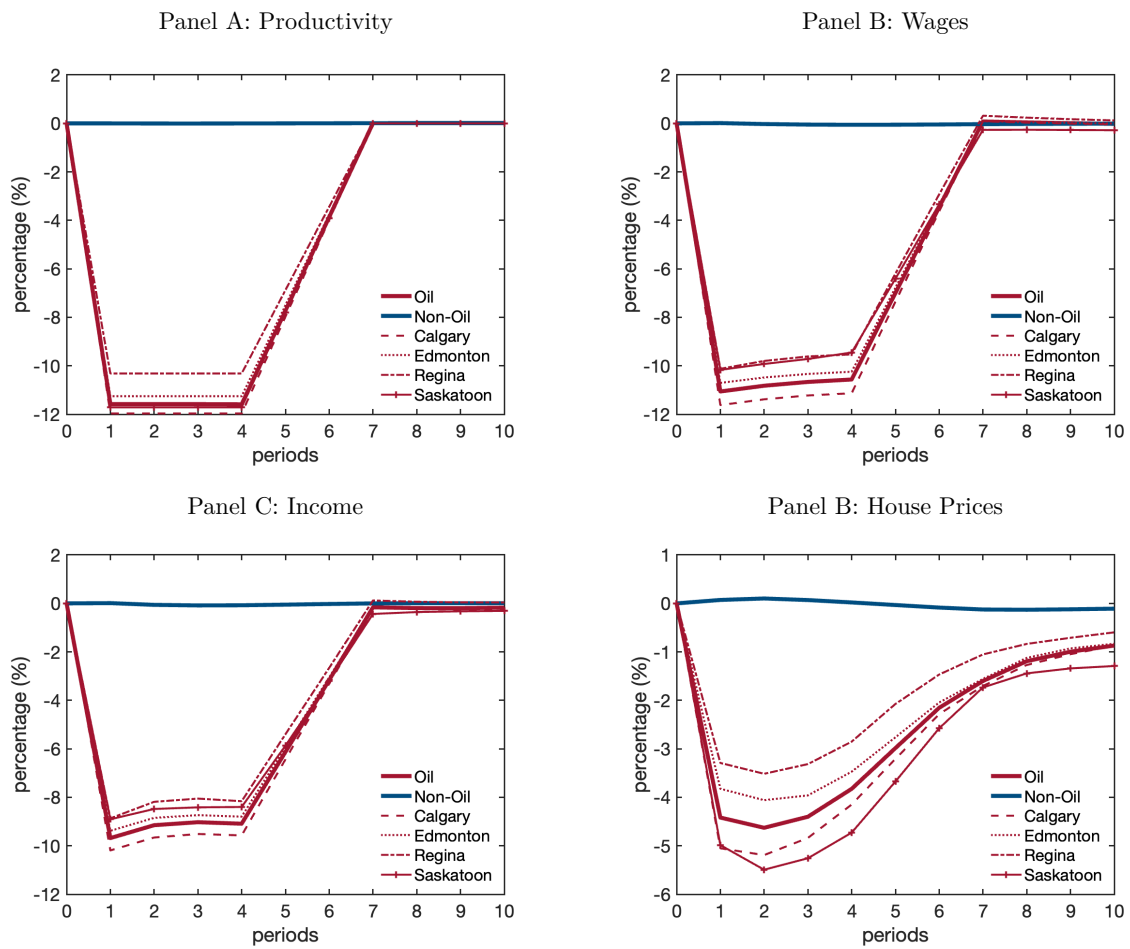 Panel A: Productivity
percentage (%)
2
0
-2
-4
-6
-8
-10
-12
Oil
Non-Oil
Calgary
Edmonton
Regina
Saskatoon
0 1 2 3 4 5 6 7 8 9 10
periods
Panel B: Wages
percentage (%)
2
0
-2
-4
-6
-8
-10
-12
Oil
Non-Oil
Calgary
Edmonton
Regina
Saskatoon
0 1 2 3 4 5 6 7 8 9 10
periods
Panel C: Income
percentage (%)
2
0
-2
-4
-6
-8
-10
-12
Oil
Non-Oil
Calgary
Edmonton
Regina
Saskatoon
0 1 2 3 4 5 6 7 8 9 10
periods
Panel B: House Prices
percentage (%)
1
0
-1
-2
-3
-4
-5
-6
Oil
Non-Oil
Calgary
Edmonton
Regina
Saskatoon
0 1 2 3 4 5 6 7 8 9 10
periods